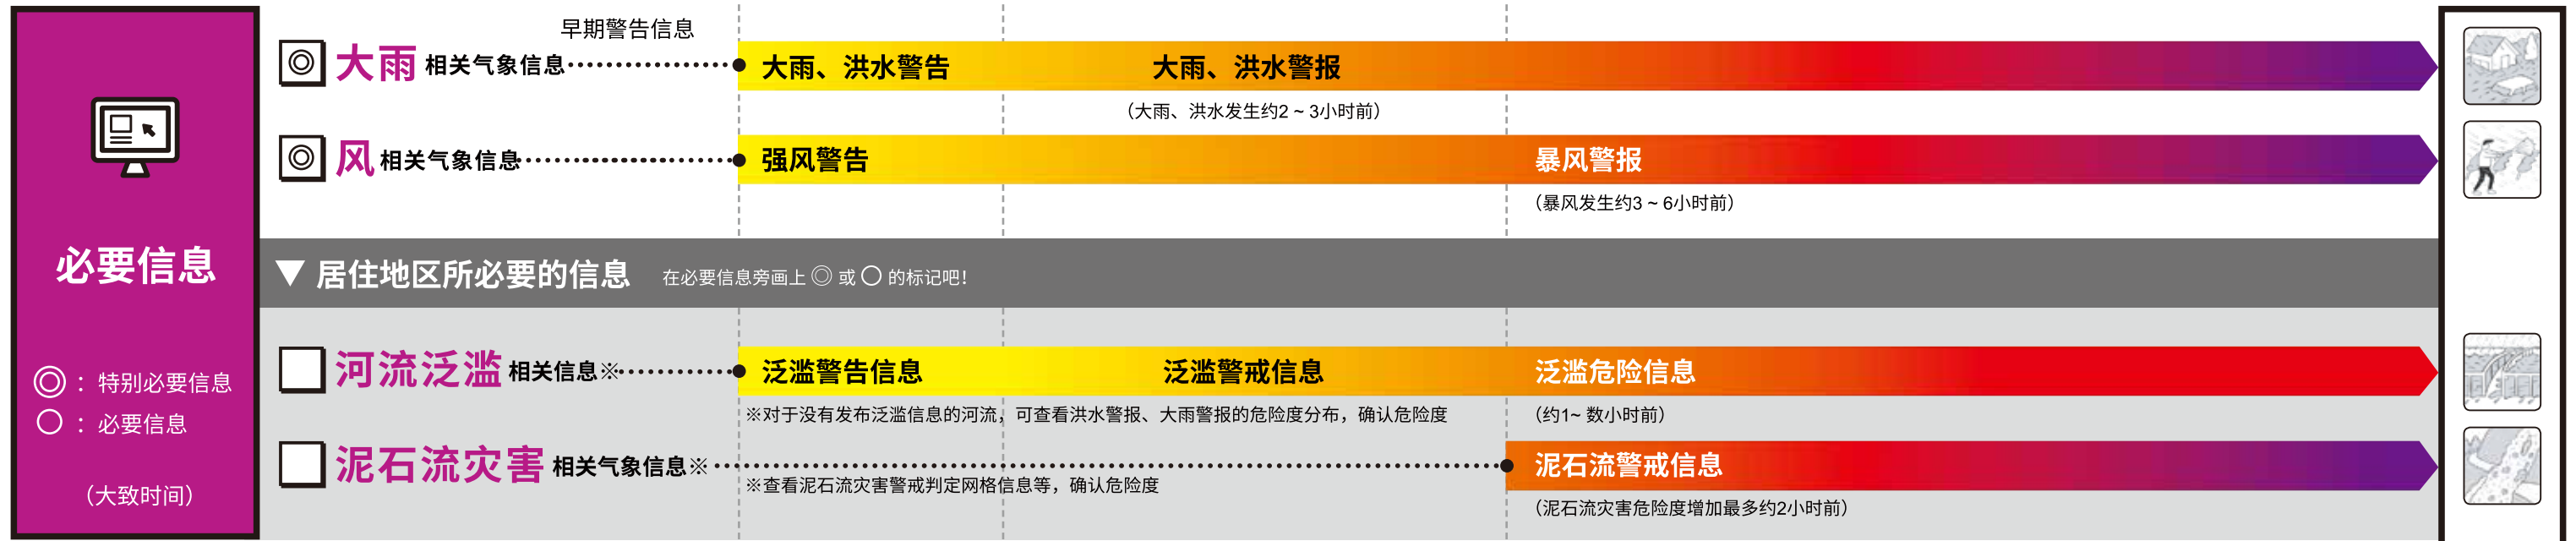 必要信息
◎：特别必要信息
○：必要信息
（大致时间）
早期警告信息
◎ 大雨 相关气象信息
大雨、洪水警告
大雨、洪水警报
（大雨、洪水发生约2 ~ 3小时前）
◎ 风 相关气象信息
强风警告
暴风警报
（暴风发生约3 ~ 6小时前）
▼ 居住地区所必要的信息 在必要信息旁画上 ◎ 或 ○ 的标记吧！
河流泛滥 相关信息※
泛滥警告信息
泛滥警戒信息
泛滥危险信息
※对于没有发布泛滥信息的河流，可查看洪水警报、大雨警报的危险度分布，确认危险度
（约1~ 数小时前）
泥石流灾害 相关气象信息※
泥石流警戒信息
※查看泥石流灾害警戒判定网格信息等，确认危险度
（泥石流灾害危险度增加最多约2小时前）